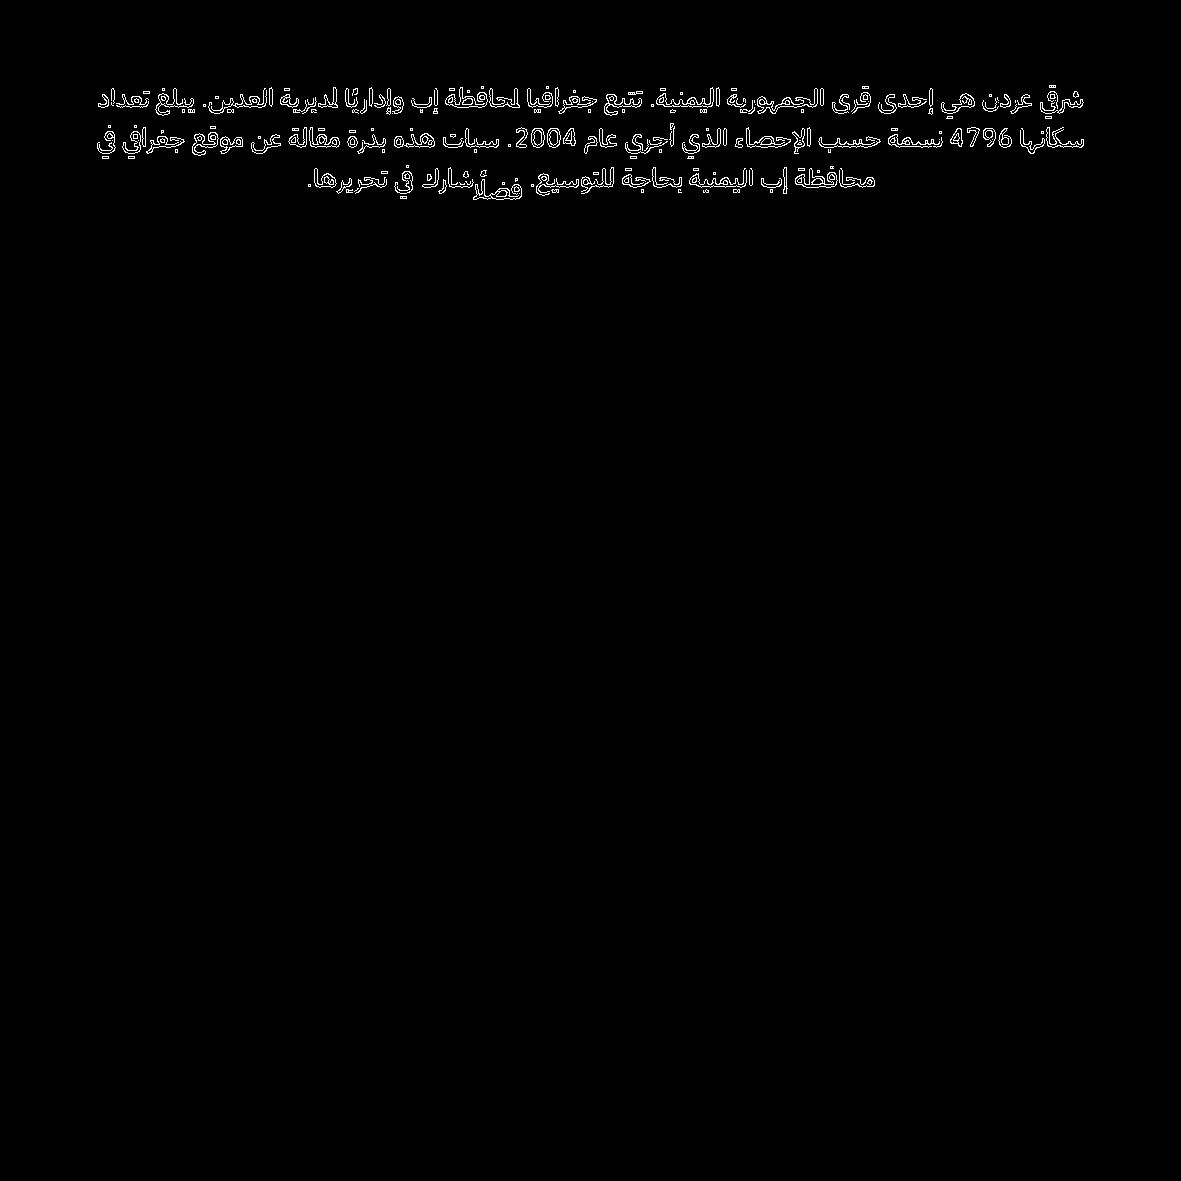 شرقي عردن هي إحدى قرى الجمهورية اليمنية. تتبع جغرافيا لمحافظة إب وإداريًا لمديرية العدين. يبلغ تعداد
سكانها 4796 نسمة حسب الإحصاء الذي أجري عام 2004. سبات هذه بذرة مقالة عن موقع جغرافي في
محافظة إب اليمنية بحاجة للتوسيع. فضلًا شارك في تحريرها.